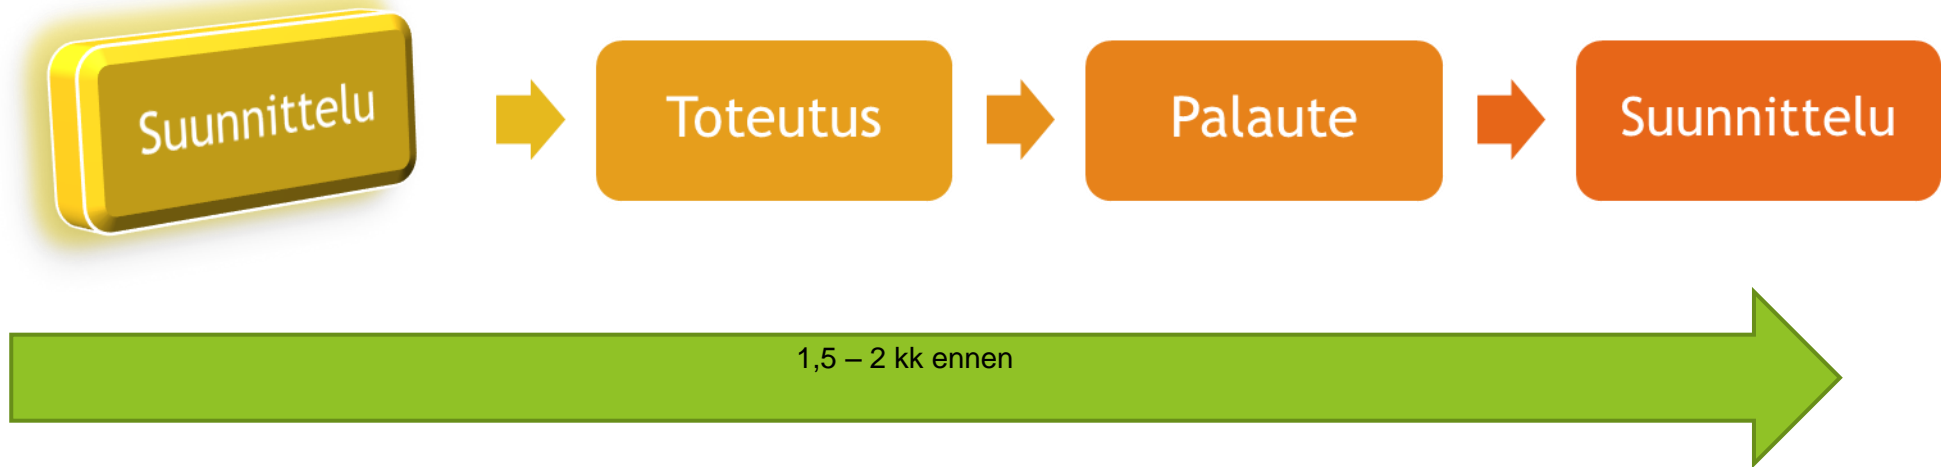 Suunnittelu
Toteutus
Palaute
Suunnittelu
1,5 – 2 kk ennen